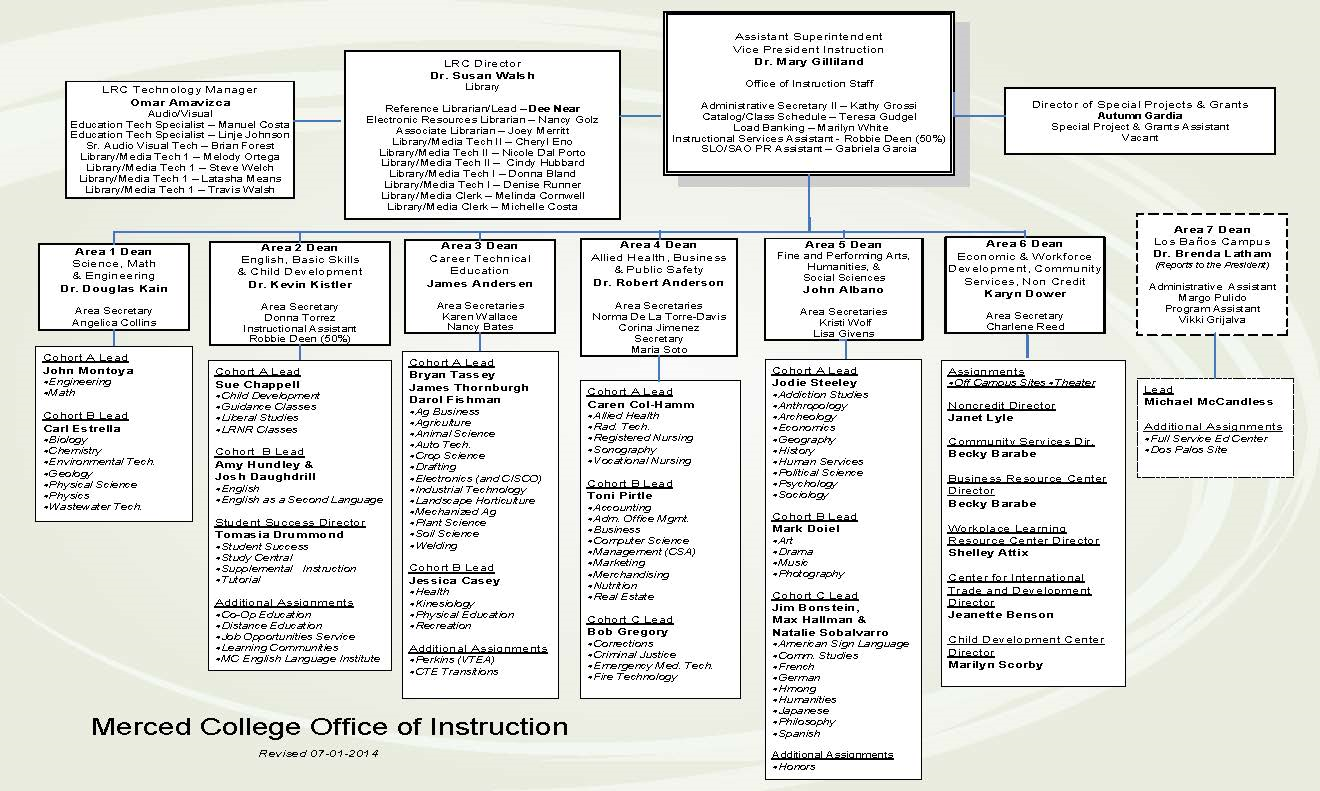 Assistant Superintendent
Vice President Instruction
Dr. Mary Gilliland
Office of Instruction Staff
Administrative Secretary II – Kathy Grossi
Catalog/Class Schedule – Teresa Gudgel
Load Banking – Marilyn White
Instructional Services Assistant - Robbie Deen (50%)
SLO/SAO PR Assistant – Gabriela Garcia
LRC Director
Dr. Susan Walsh
Library
Reference Librarian/Lead – Dee Near
Electronic Resources Librarian – Nancy Golz
Associate Librarian – Joey Merritt
Library/Media Tech II – Cheryl Eno
Library/Media Tech II – Nicole Dal Porto
Library/Media Tech II – Cindy Hubbard
Library/Media Tech I – Donna Bland
Library/Media Tech I – Denise Runner
Library/Media Clerk – Melinda Cornwell
Library/Media Clerk – Michelle Costa
LRC Technology Manager
Omar Amavizca
Audio/Visual
Education Tech Specialist – Manuel Costa
Education Tech Specialist – Linje Johnson
Sr. Audio Visual Tech – Brian Forest
Library/Media Tech 1 – Melody Ortega
Library/Media Tech 1 – Steve Welch
Library/Media Tech 1 – Latasha Means
Library/Media Tech 1 – Travis Walsh
Director of Special Projects & Grants
Autumn Gardia
Special Project & Grants Assistant
Vacant
Area 1 Dean
Science, Math
& Engineering
Dr. Douglas Kain
Area Secretary
Angelica Collins
Cohort A Lead
John Montoya
•Engineering
•Math
Cohort B Lead
Carl Estrella
•Biology
•Chemistry
•Environmental Tech.
•Geology
•Physical Science
•Physics
•Wastewater Tech.
Area 2 Dean
English, Basic Skills
& Child Development
Dr. Kevin Kistler
Area Secretary
Donna Torrez
Instructional Assistant
Robbie Deen (50%)
Cohort A Lead
Sue Chappell
•Child Development
•Guidance Classes
•Liberal Studies
•LRNR Classes
Cohort B Lead
Amy Hundley &
Josh Daughdrill
•English
•English as a Second Language
Student Success Director
Tomasia Drummond
•Student Success
•Study Central
•Supplemental Instruction
•Tutorial
Additional Assignments
•Co-Op Education
•Distance Education
•Job Opportunities Service
•Learning Communities
•MC English Language Institute
Area 3 Dean
Career Technical
Education
James Andersen
Area Secretaries
Karen Wallace
Nancy Bates
Cohort A Lead
Bryan Tassey
James Thornburgh
Darol Fishman
•Ag Business
•Agriculture
•Animal Science
•Auto Tech.
•Crop Science
•Drafting
•Electronics (and CISCO)
•Industrial Technology
•Landscape Horticulture
•Mechanized Ag
•Plant Science
•Soil Science
•Welding
Cohort B Lead
Jessica Casey
•Health
•Kinesiology
•Physical Education
•Recreation
Additional Assignments
•Perkins (VTEA)
•CTE Transitions
Area 4 Dean
Allied Health, Business
& Public Safety
Dr. Robert Anderson
Area Secretaries
Norma De La Torre-Davis
Corina Jimenez
Secretary
Maria Soto
Cohort A Lead
Caren Col-Hamm
•Allied Health
•Rad. Tech.
•Registered Nursing
•Sonography
•Vocational Nursing
Cohort B Lead
Toni Pirtle
•Accounting
•Adm. Office Mgmt.
•Business
•Computer Science
•Management (CSA)
•Marketing
•Merchandising
•Nutrition
•Real Estate
Cohort C Lead
Bob Gregory
•Corrections
•Criminal Justice
•Emergency Med. Tech.
•Fire Technology
Area 5 Dean
Fine and Performing Arts,
Humanities, &
Social Sciences
John Albano
Area Secretaries
Kristi Wolf
Lisa Givens
Cohort A Lead
Jodie Steeley
•Addiction Studies
•Anthropology
•Archeology
•Economics
•Geography
•History
•Human Services
•Political Science
•Psychology
•Sociology
Cohort B Lead
Mark Doiel
•Art
•Drama
•Music
•Photography
Cohort C Lead
Jim Bonstein,
Max Hallman &
Natalie Sobalvarro
•American Sign Language
•Comm. Studies
•French
•German
•Hmong
•Humanities
•Japanese
•Philosophy
•Spanish
Additional Assignments
•Honors
Area 6 Dean
Economic & Workforce
Development, Community
Services, Non Credit
Karyn Dower
Area Secretary
Charlene Reed
Assignments
•Off Campus Sites •Theater
Noncredit Director
Janet Lyle
Community Services Dir.
Becky Barabe
Business Resource Center
Director
Becky Barabe
Workplace Learning
Resource Center Director
Shelley Attix
Center for International
Trade and Development
Director
Jeanette Benson
Child Development Center
Director
Marilyn Scorby
Area 7 Dean
Los Baños Campus
Dr. Brenda Latham
(Reports to the President)
Administrative Assistant
Margo Pulido
Program Assistant
Vikki Grijalva
Lead
Michael McCandless
Additional Assignments
•Full Service Ed Center
•Dos Palos Site
Merced College Office of Instruction
Revised 07-01-2014